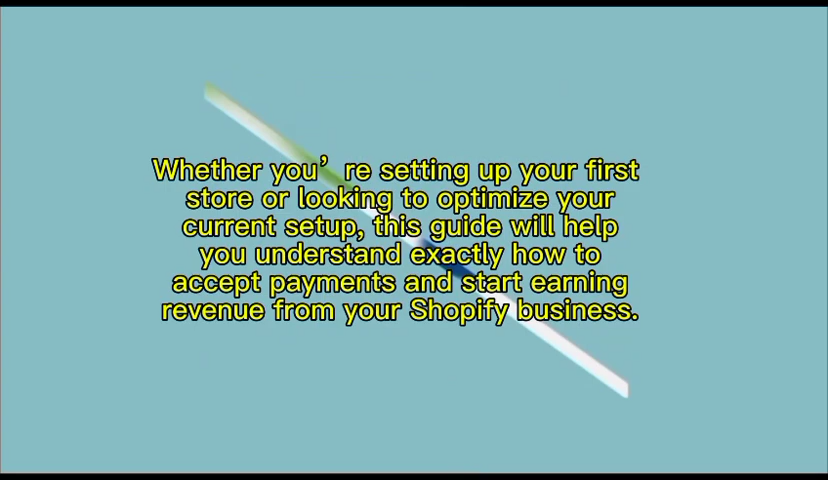 Whether you’re setting up your first
store or looking to optimize your
current setup, this guide will help
you understand exactly how to
accept payments and start earning
revenue from your Shopify business.